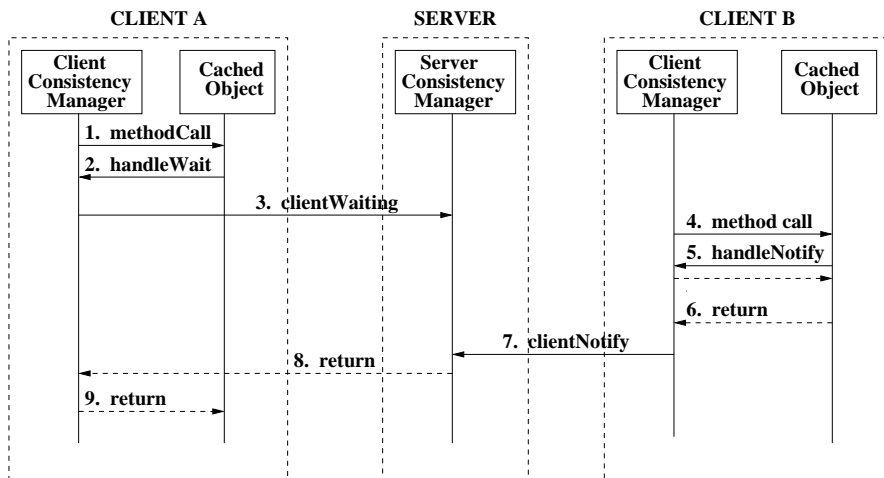 CLIENT A
SERVER
CLIENT B
Client
Consistency
Manager
Cached
Object
Server
Consistency
Manager
Client
Consistency
Manager
Cached
Object
1. methodCall
2. handleWait
3. clientWaiting
4. method call
5. handleNotify
6. return
7. clientNotify
8. return
9. return